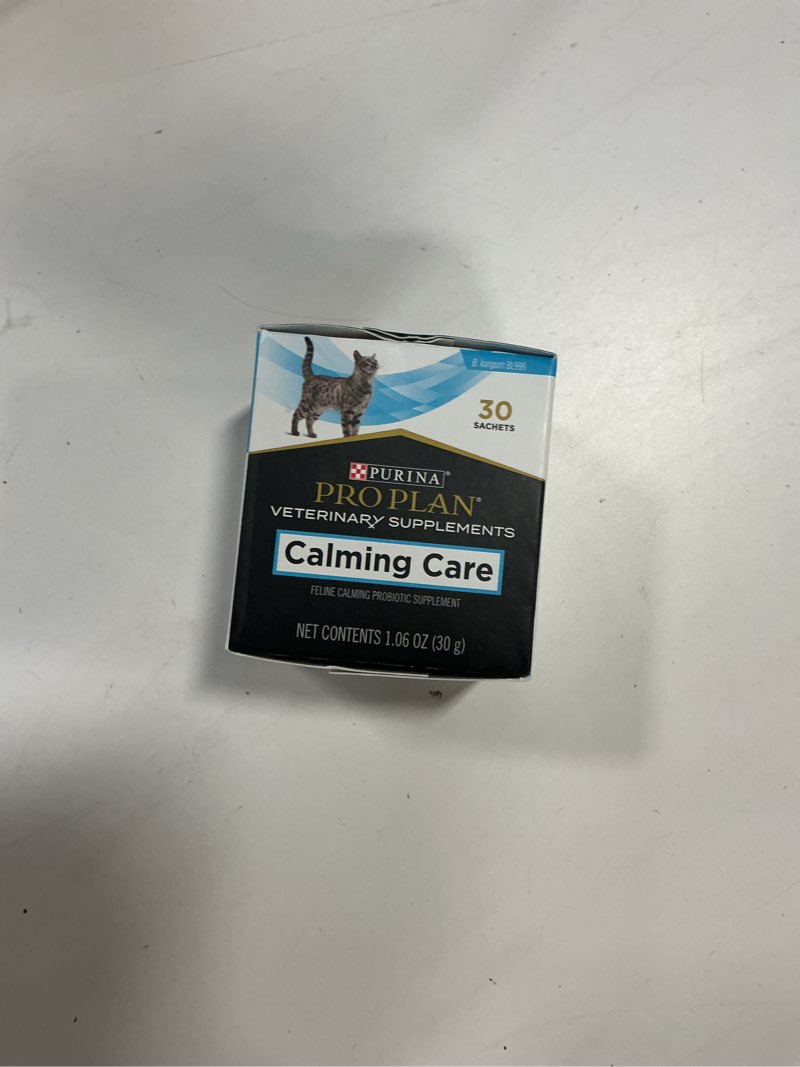 B. longum BL999
30
SACHETS
PURINA®
PRO PLAN®
VETERINARY SUPPLEMENTS
Calming Care
FELINE CALMING PROBIOTIC SUPPLEMENT
NET CONTENTS 1.06 OZ (30 g)